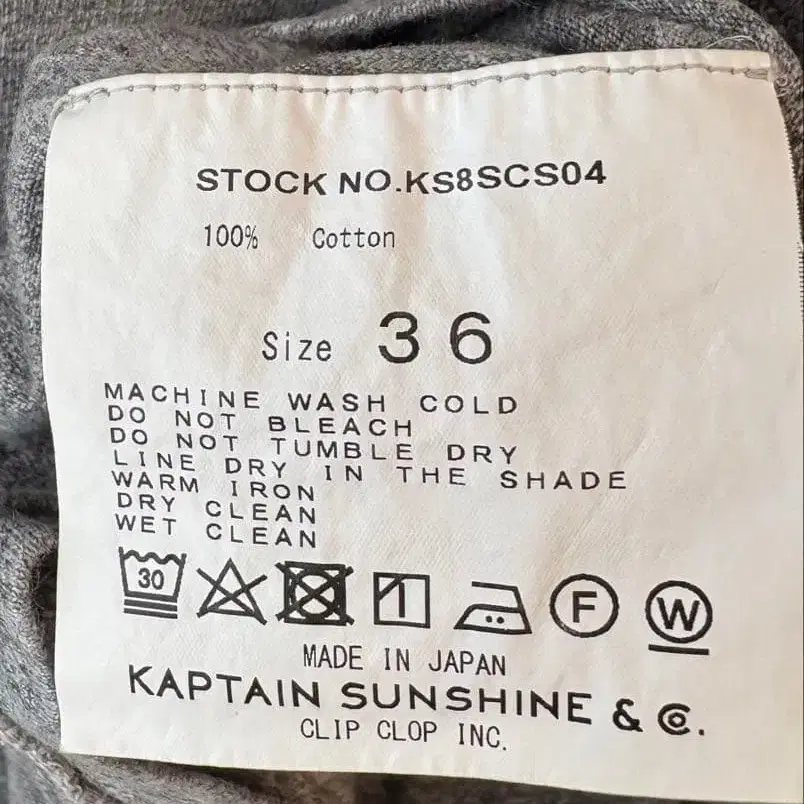 STOCK NO.KS8SCS04
100% Cotton
Size 36
MACHINE WASH COLD
DO NOT BLEACH
DO NOT TUMBLE DRY
LINE DRY IN THE SHADE
WARM IRON
DRY CLEAN
WET CLEAN
30 F W
MADE IN JAPAN
KAPTAIN SUNSHINE & Co.
CLIP CLOP INC.